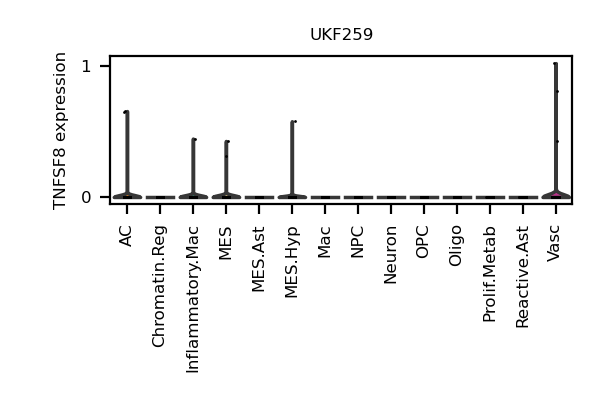 UKF259
TNFSF8 expression
1
0
AC
Chromatin.Reg
Inflammatory.Mac
MES
MES.Ast
MES.Hyp
Mac
NPC
Neuron
OPC
Oligo
Prolif.Metab
Reactive.Ast
Vasc